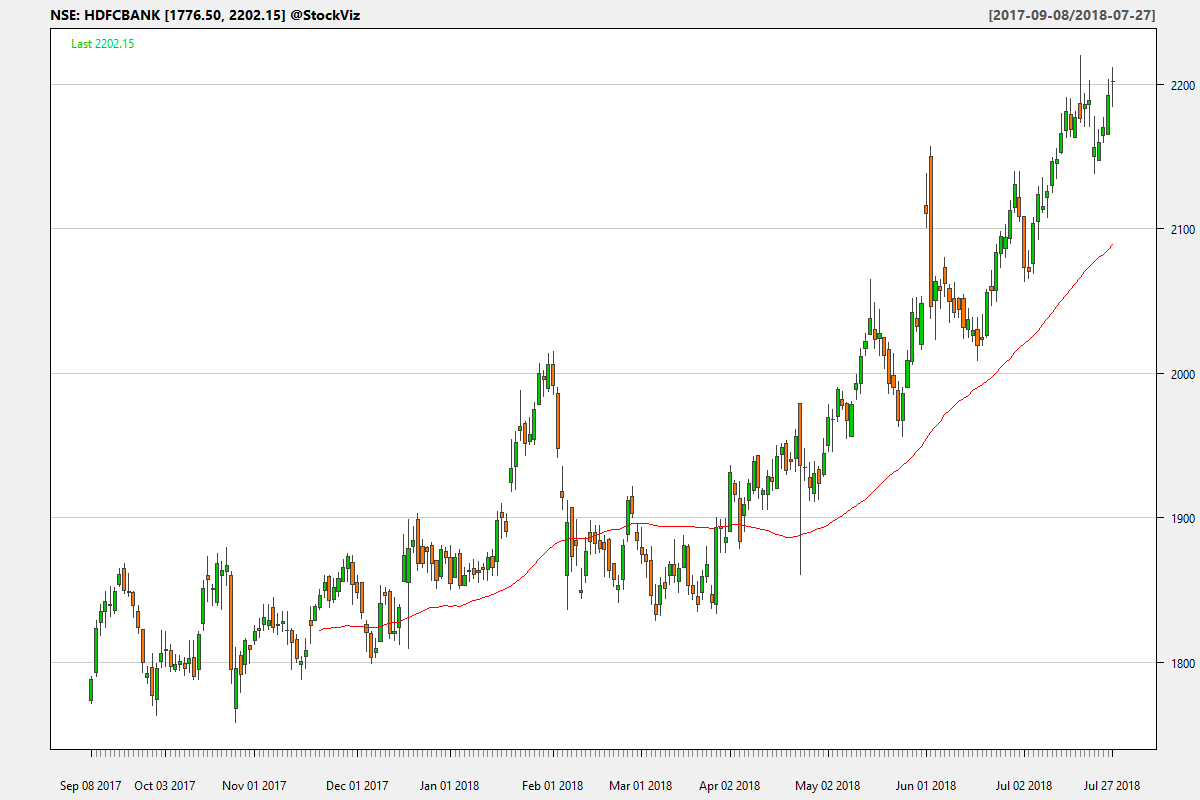 NSE: HDFCBANK [1776.50, 2202.15] @StockViz [2017-09-08/2018-07-27]
Last 2202.15
2200
2100
2000
1900
1800
Sep 08 2017 Oct 03 2017 Nov 01 2017 Dec 01 2017 Jan 01 2018 Feb 01 2018 Mar 01 2018 Apr 02 2018 May 02 2018 Jun 01 2018 Jul 02 2018 Jul 27 2018